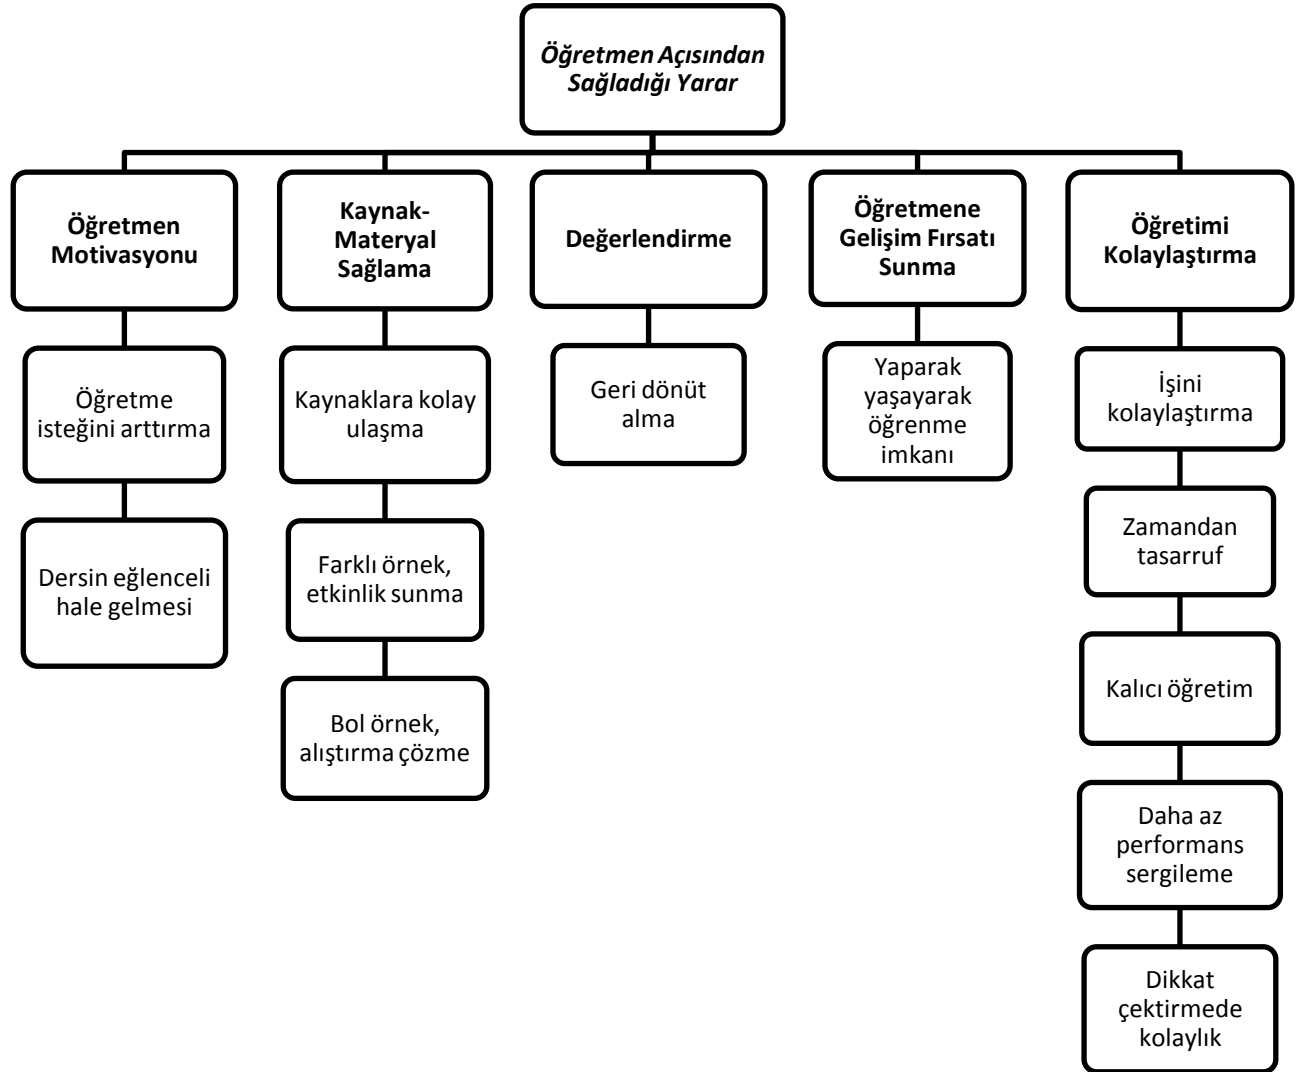 Öğretmen Açısından
Sağladığı Yarar
Öğretmen
Motivasyonu
Kaynak-
Materyal
Sağlama
Değerlendirme
Öğretmene
Gelişim Fırsatı
Sunma
Öğretimi
Kolaylaştırma
Öğretme
isteğini arttırma
Dersin eğlenceli
hale gelmesi
Kaynaklara kolay
ulaşma
Farklı örnek,
etkinlik sunma
Bol örnek,
alıştırma çözme
Geri dönüt
alma
Yaparak
yaşayarak
öğrenme
imkanı
İşini
kolaylaştırma
Zamandan
tasarruf
Kalıcı öğretim
Daha az
performans
sergileme
Dikkat
çektirmede
kolaylık